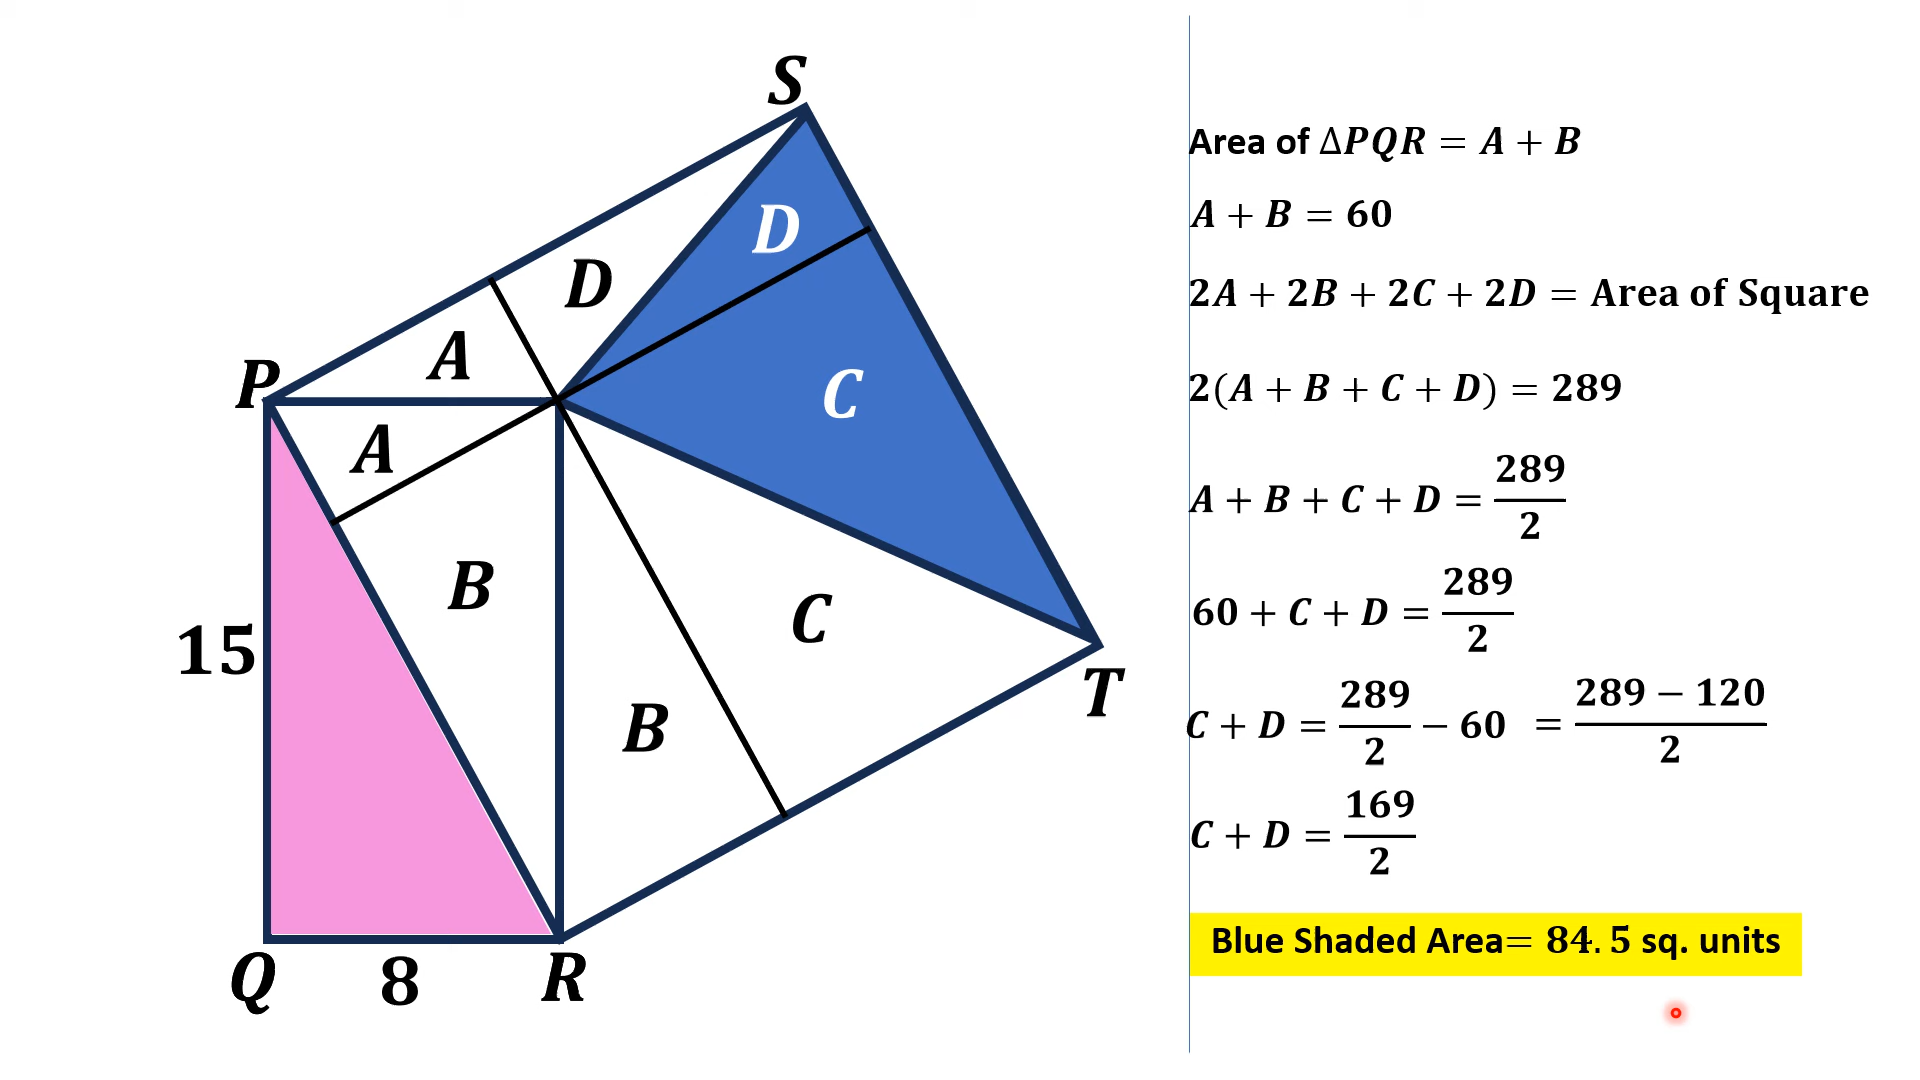 S
D
D
A
P
C
A
B
C
15
T
B
Q
8
R
Area of ΔPQR = A + B
A + B = 60
2A + 2B + 2C + 2D = Area of Square
2(A + B + C + D) = 289
A + B + C + D = 289/2
60 + C + D = 289/2
C + D = 289/2 − 60 = (289 − 120)/2
C + D = 169/2
Blue Shaded Area= 84.5 sq. units